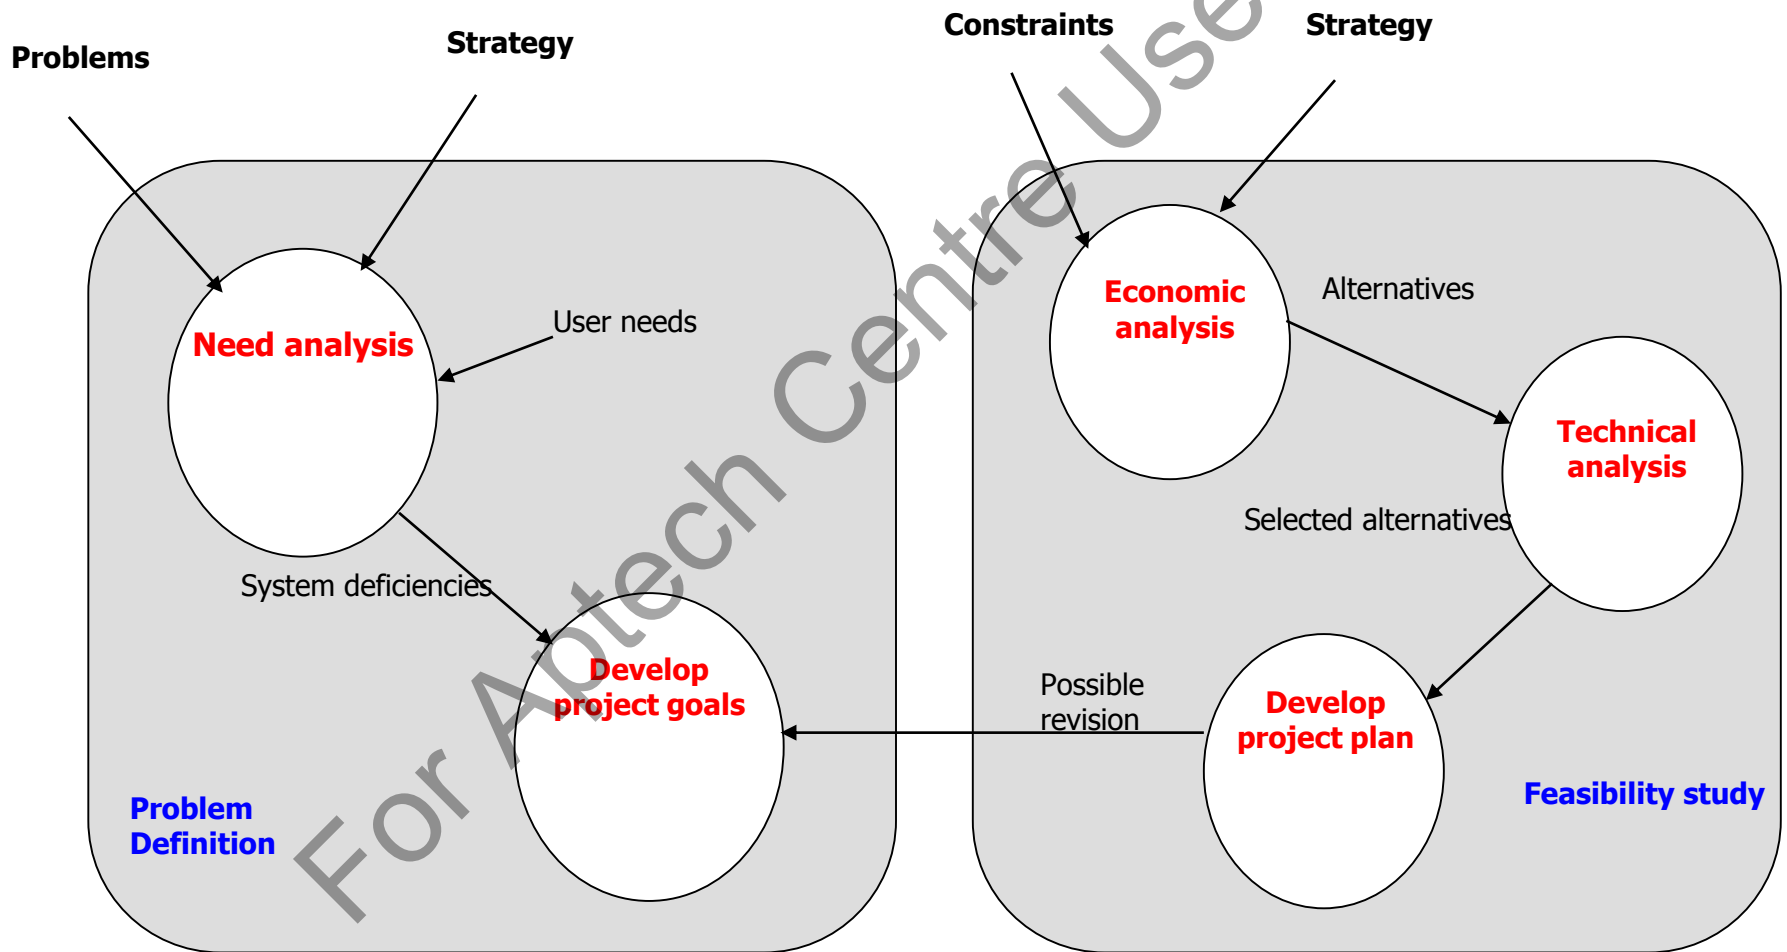 Problems
Strategy
Constraints
Strategy
Need analysis
User needs
System deficiencies
Develop
project goals
Problem
Definition
Economic
analysis
Alternatives
Technical
analysis
Selected alternatives
Possible
revision
Develop
project plan
Feasibility study
For Aptech Centre Use